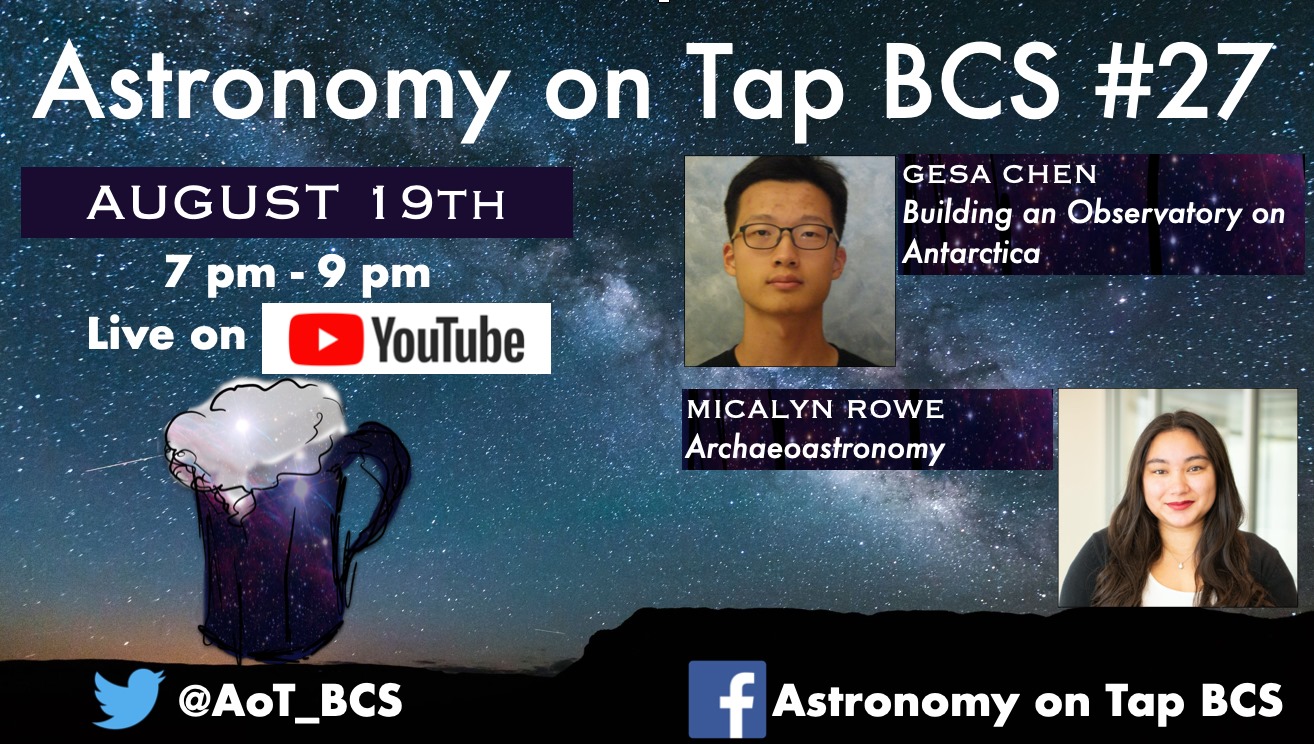 Astronomy on Tap BCS #27
AUGUST 19TH
7 pm - 9 pm
Live on YouTube
GESA CHEN
Building an Observatory on
Antarctica
MICALYN ROWE
Archaeoastronomy
@AoT_BCS
Astronomy on Tap BCS